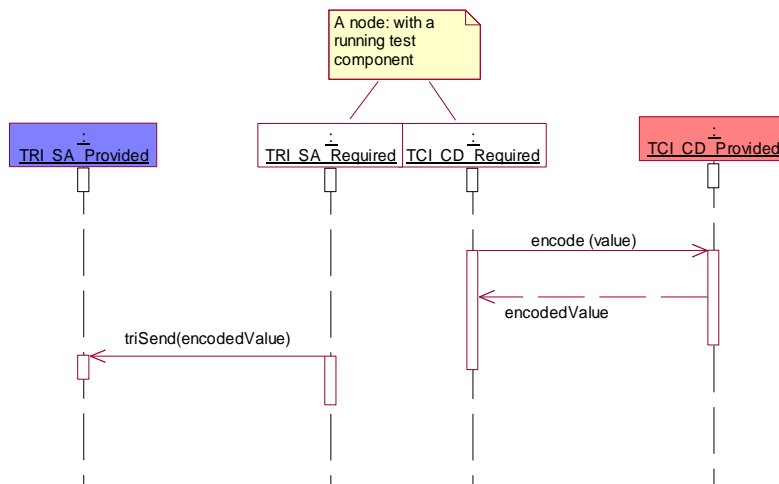 A node: with a
running test
component
:
TRI_SA_Provided
:
TRI_SA_Required
:
TCI_CD_Required
:
TCI_CD_Provided
encode (value)
encodedValue
triSend(encodedValue)